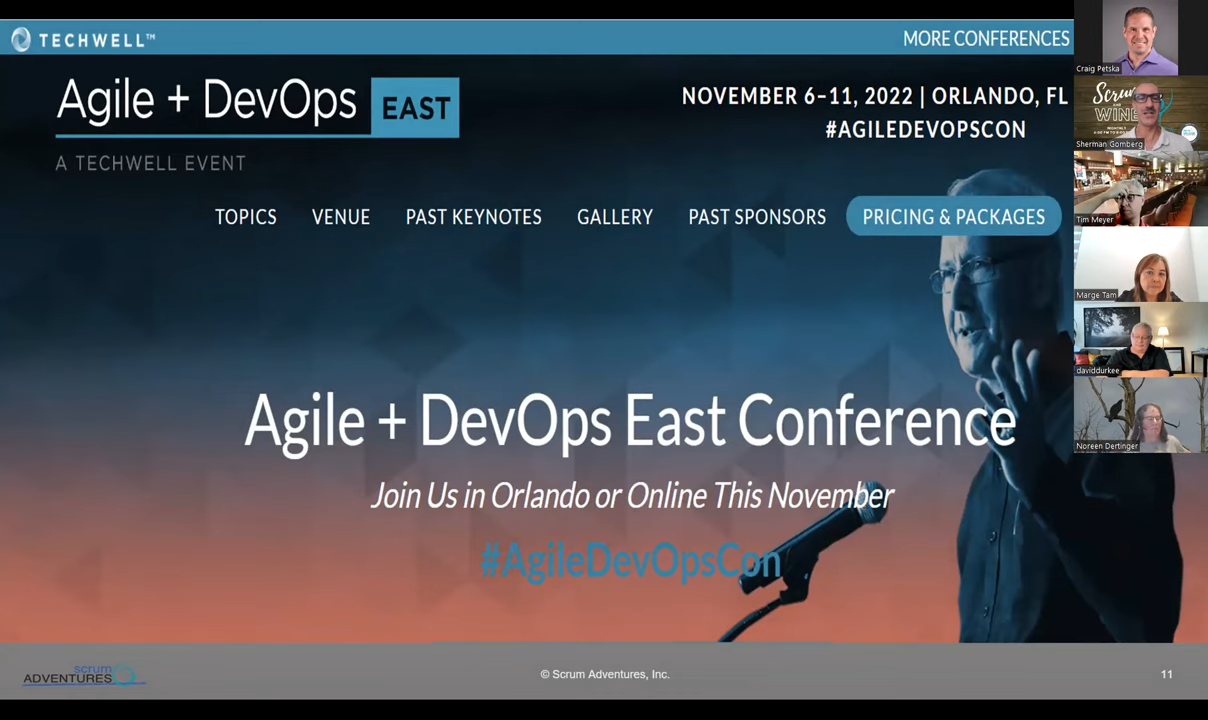 TECHWELL™
MORE CONFERENCES
Agile + DevOps EAST
A TECHWELL EVENT
NOVEMBER 6–11, 2022 | ORLANDO, FL
#AGILEDEVOPSCON
TOPICS VENUE PAST KEYNOTES GALLERY PAST SPONSORS PRICING & PACKAGES
Agile + DevOps East Conference
Join Us in Orlando or Online This November
#AgileDevOpsCon
scrum
ADVENTURES
© Scrum Adventures, Inc.
11
Craig Petska
Scrum
WINE
Sherman Gomberg
Tim Meyer
Marge Tam
daviddurkee
Noreen Dertinger